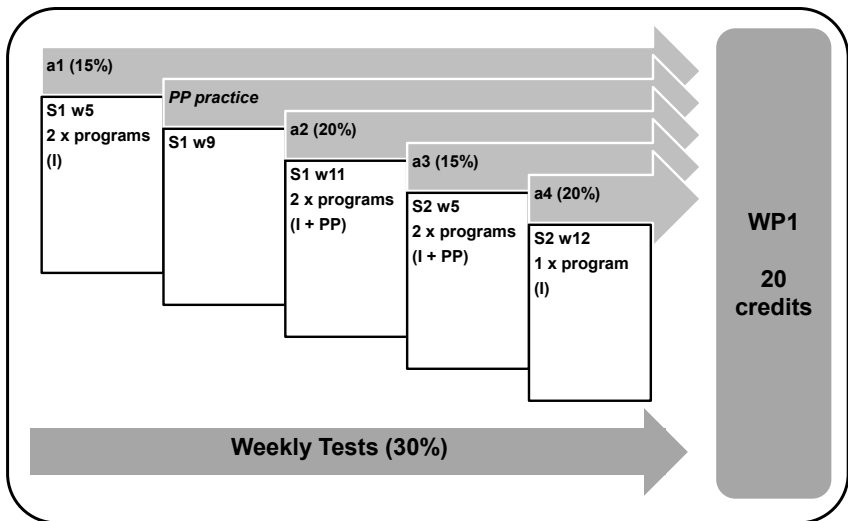 a1 (15%)
S1 w5
2 x programs
(I)
PP practice
S1 w9
a2 (20%)
S1 w11
2 x programs
(I + PP)
a3 (15%)
S2 w5
2 x programs
(I + PP)
a4 (20%)
S2 w12
1 x program
(I)
WP1
20
credits
Weekly Tests (30%)